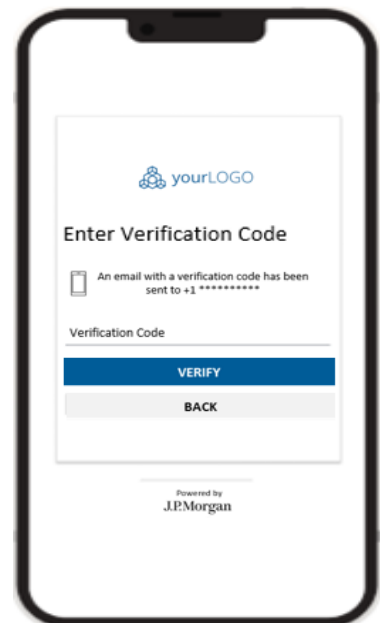 yourLOGO
Enter Verification Code
An email with a verification code has been
sent to +1 **********
Verification Code
VERIFY
BACK
Powered by
J.P.Morgan